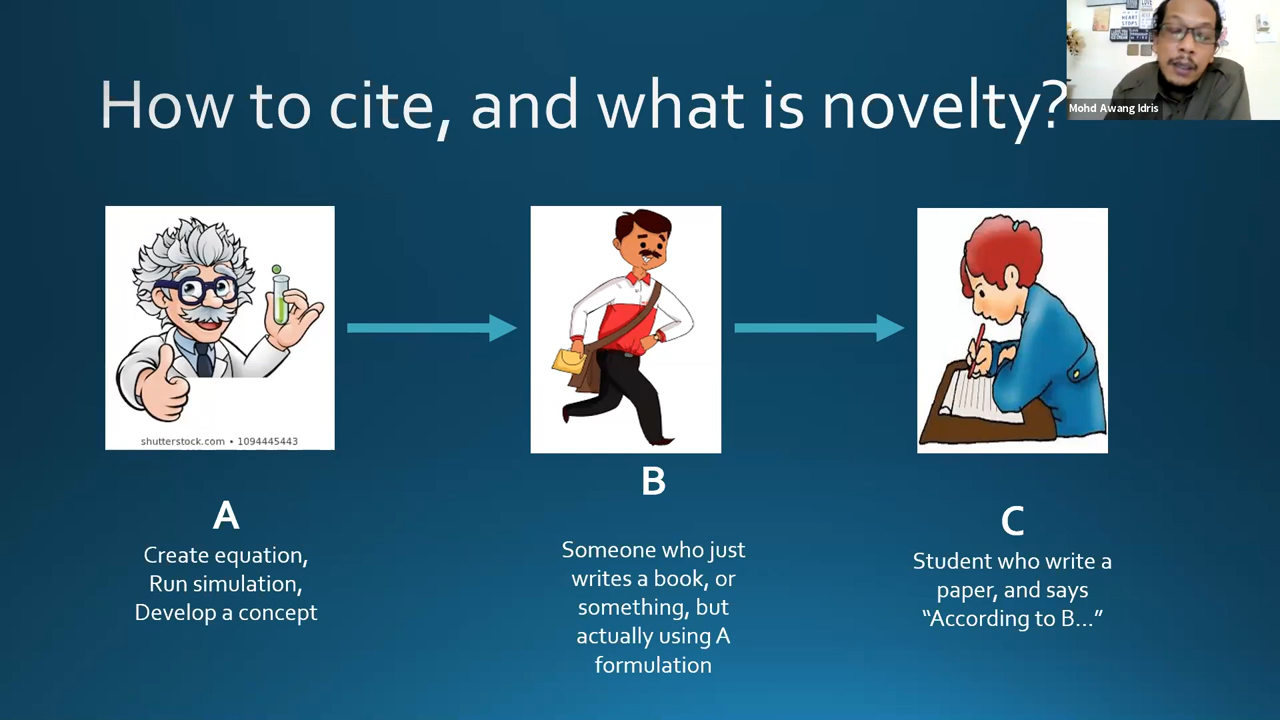 How to cite, and what is novelty?
Mohd Awang Idris
shutterstock.com • 1094445443
A
Create equation,
Run simulation,
Develop a concept
B
Someone who just
writes a book, or
something, but
actually using A
formulation
C
Student who write a
paper, and says
“According to B...”